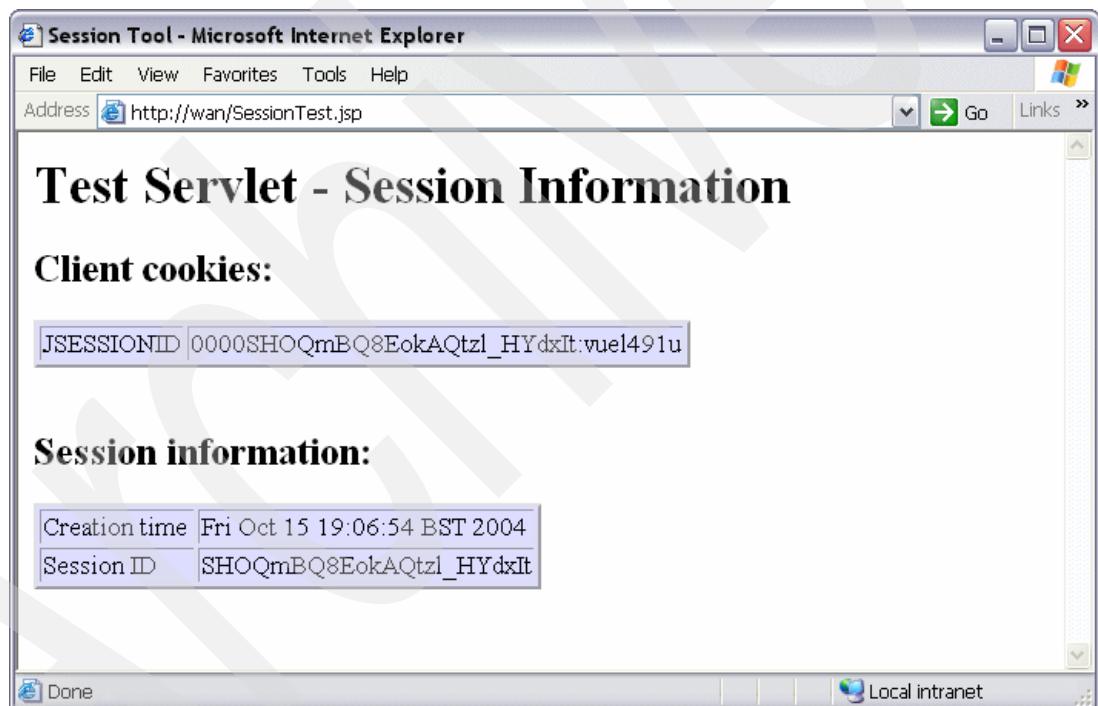 Session Tool - Microsoft Internet Explorer
File Edit View Favorites Tools Help
Address http://wan/SessionTest.jsp Go Links »
Test Servlet - Session Information
Client cookies:
JSESSIONID 0000SHOQmBQ8EokAQtzl_HYdxIt:vuel491u
Session information:
Creation time Fri Oct 15 19:06:54 BST 2004
Session ID SHOQmBQ8EokAQtzl_HYdxIt
Done Local intranet